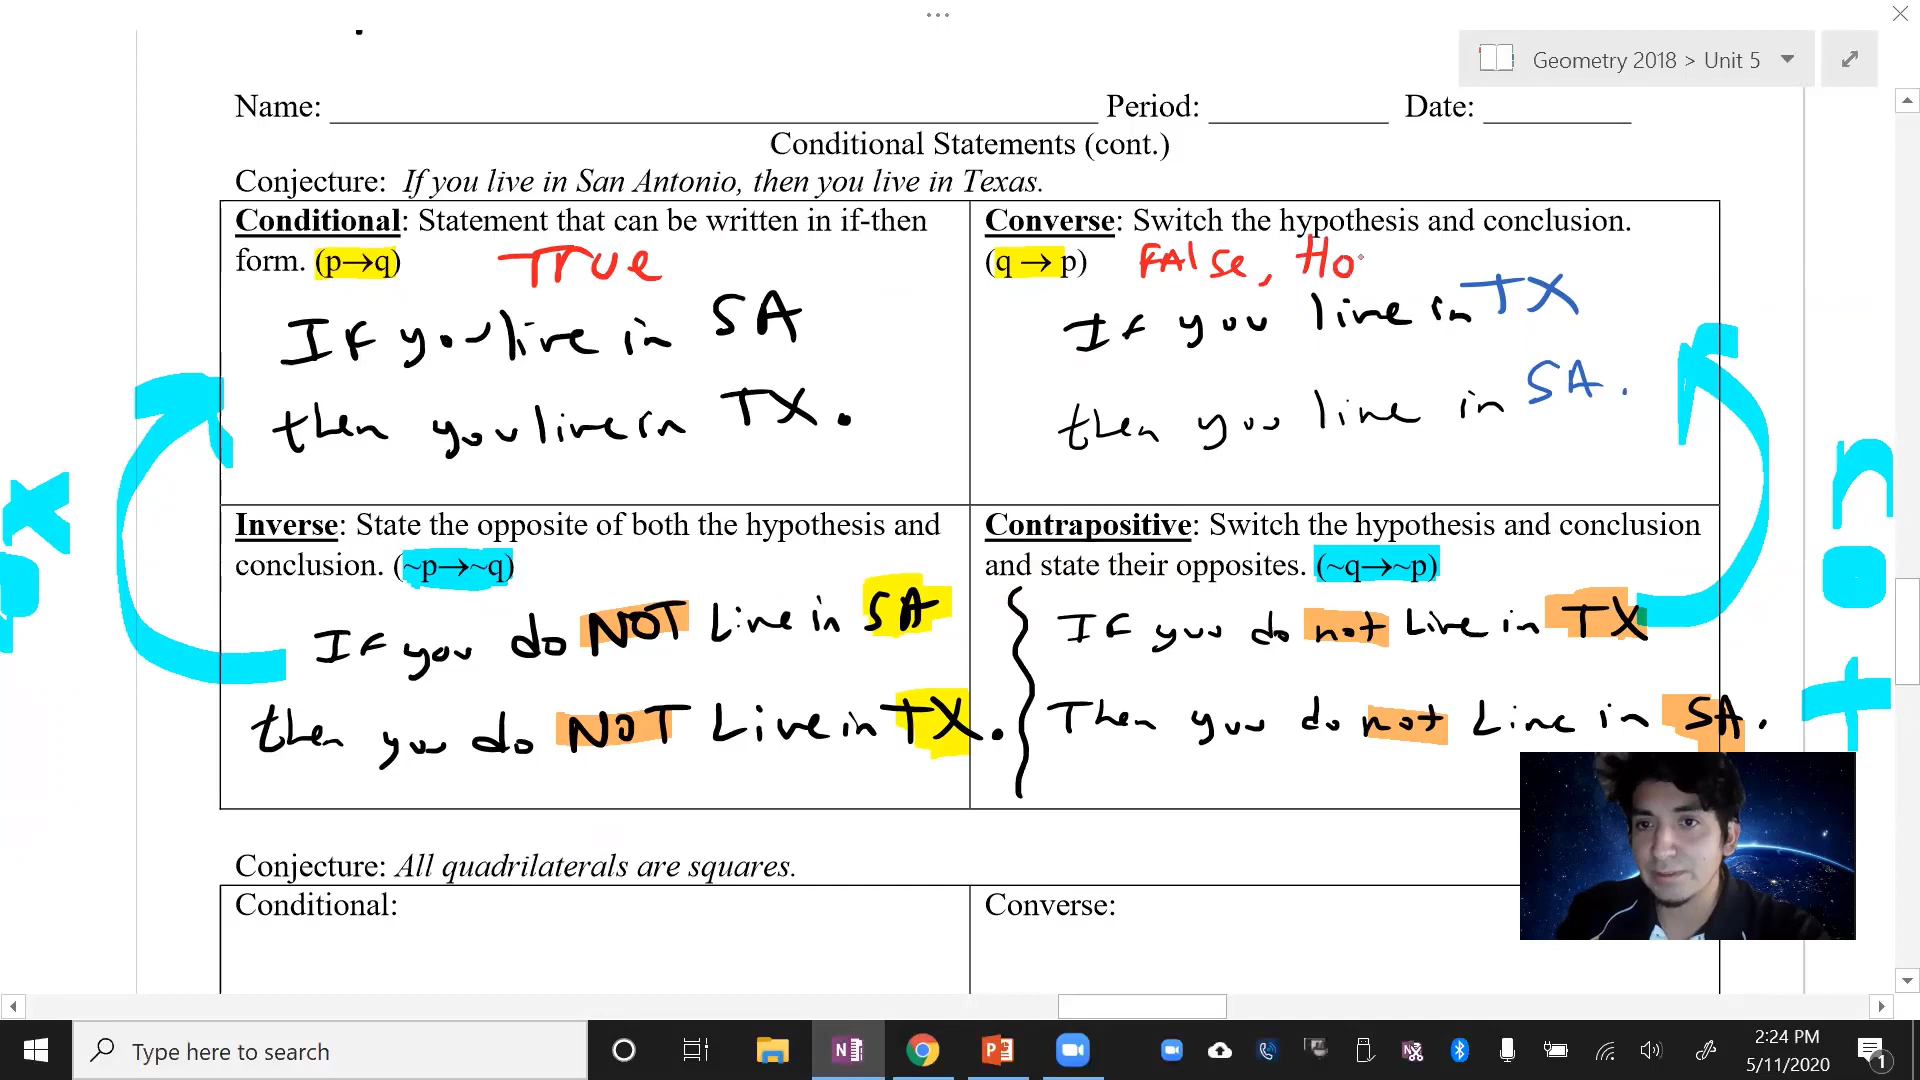 Geometry 2018 > Unit 5
Name: Period: Date:
Conditional Statements (cont.)
Conjecture: If you live in San Antonio, then you live in Texas.
Conditional: Statement that can be written in if-then
form. (p→q) TRUE
If you live in SA
then you live in TX.
Converse: Switch the hypothesis and conclusion.
(q → p) FAlse, Ho
If you live in TX
then you live in SA.
Inverse: State the opposite of both the hypothesis and
conclusion. (~p→~q)
If you do NOT Live in SA
then you do NOT Live in TX.
Contrapositive: Switch the hypothesis and conclusion
and state their opposites. (~q→~p)
If you do not Live in TX
Then you do not Live in SA.
not
Conjecture: All quadrilaterals are squares.
Conditional:
Converse:
Type here to search
2:24 PM
5/11/2020
1